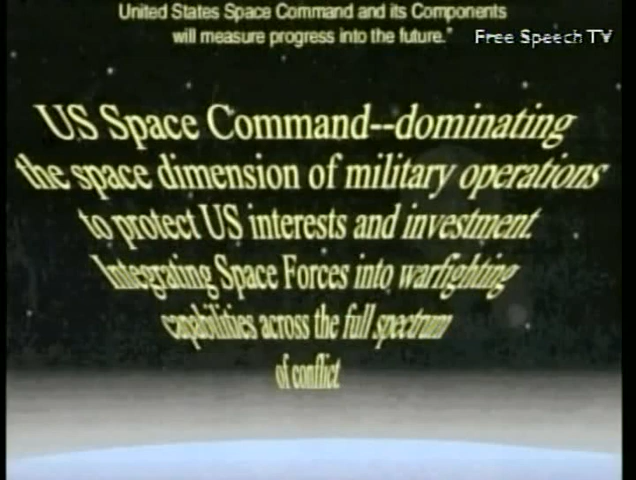 United States Space Command and its Components
will measure progress into the future."
Free Speech TV
US Space Command--dominating
the space dimension of military operations
to protect US interests and investment.
Integrating Space Forces into warfighting
capabilities across the full spectrum
of conflict